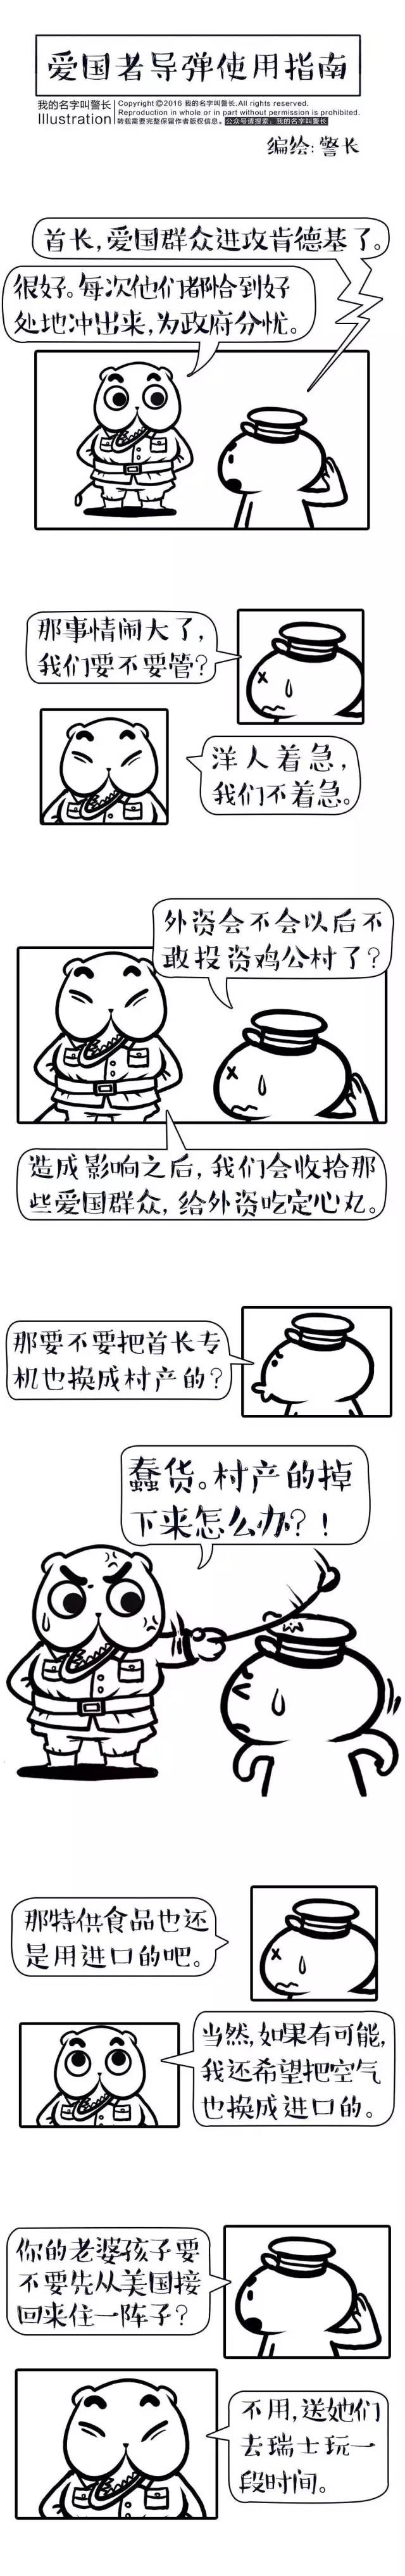 爱国者导弹使用指南
我的名字叫警长
Illustration
Copyright ©2016 我的名字叫警长. All rights reserved.
Reproduction in whole or in part without permission is prohibited.
转载需要完整保留作者版权信息。公众号请搜索：我的名字叫警长
编绘：警长
首长，爱国群众进攻肯德基了。
很好。每次他们都恰到好
处地冲出来，为政府分忧。
那事情闹大了，
我们要不要管？
洋人着急，
我们不着急。
外资会不会以后不
敢投资鸡公村了？
造成影响之后，我们会收拾那
些爱国群众，给外资吃定心丸。
那要不要把首长专
机也换成村产的？
蠢货。村产的掉
下来怎么办？！
那特供食品也还
是用进口的吧。
当然，如果有可能，
我还希望把空气
也换成进口的。
你的老婆孩子要
不要先从美国接
回来住一阵子？
不用，送她们
去瑞士玩一
段时间。